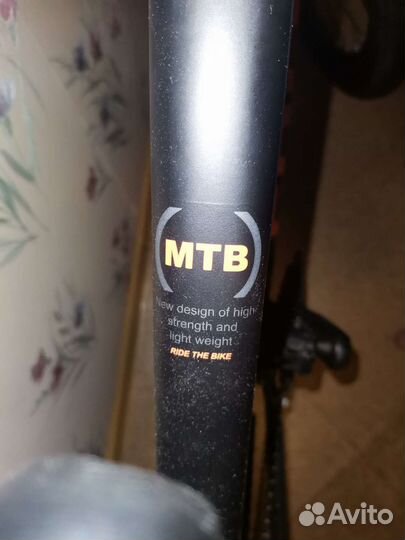 (MTB)
New design of high
strength and
light weight
RIDE THE BIKE
Avito